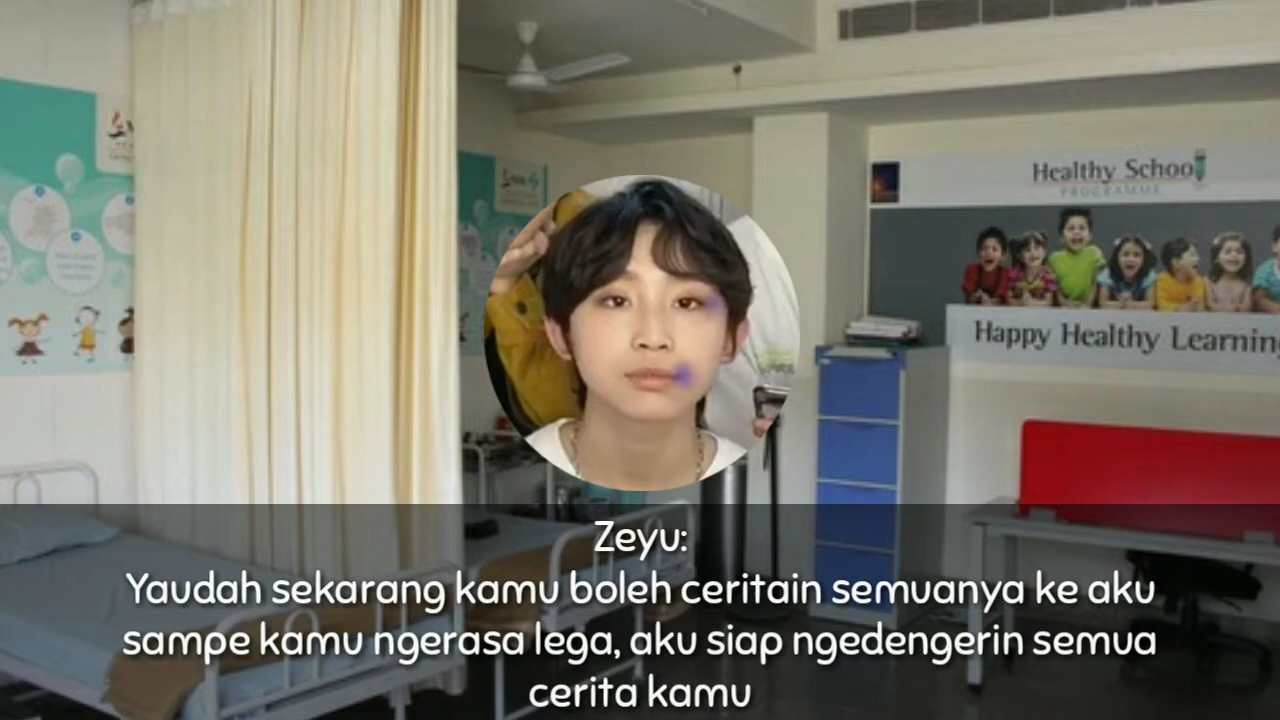 Healthy School
PROGRAMME
Happy Healthy Learning
Zeyu:
Yaudah sekarang kamu boleh ceritain semuanya ke aku
sampe kamu ngerasa lega, aku siap ngedengerin semua
cerita kamu